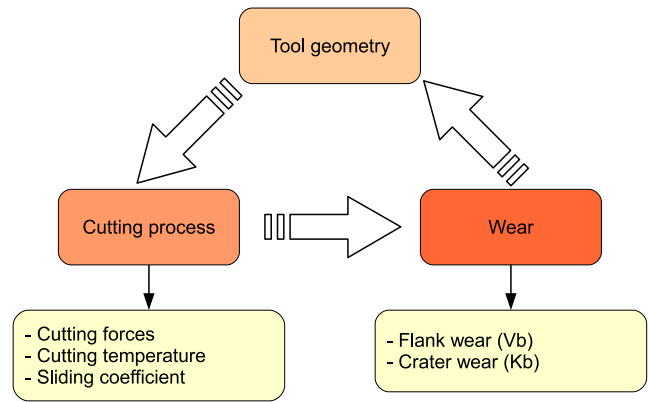 Tool geometry
Cutting process
Wear
- Cutting forces
- Cutting temperature
- Sliding coefficient
- Flank wear (Vb)
- Crater wear (Kb)